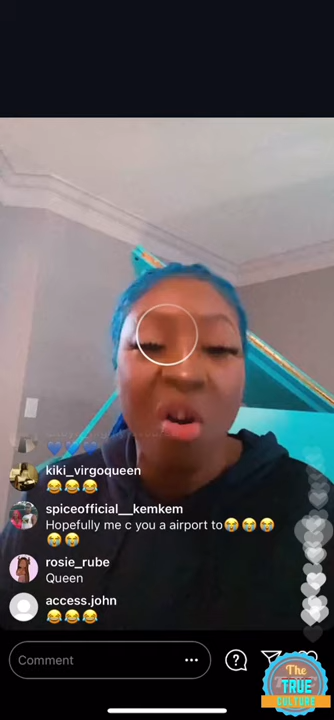 kiki_virgoqueen
😂😂😂
spiceofficial__kemkem
Hopefully me c you a airport to😭😭😭
😭😭
rosie_rube
Queen
access.john
😂😂😂
Comment
The
TRUE
CULTURE